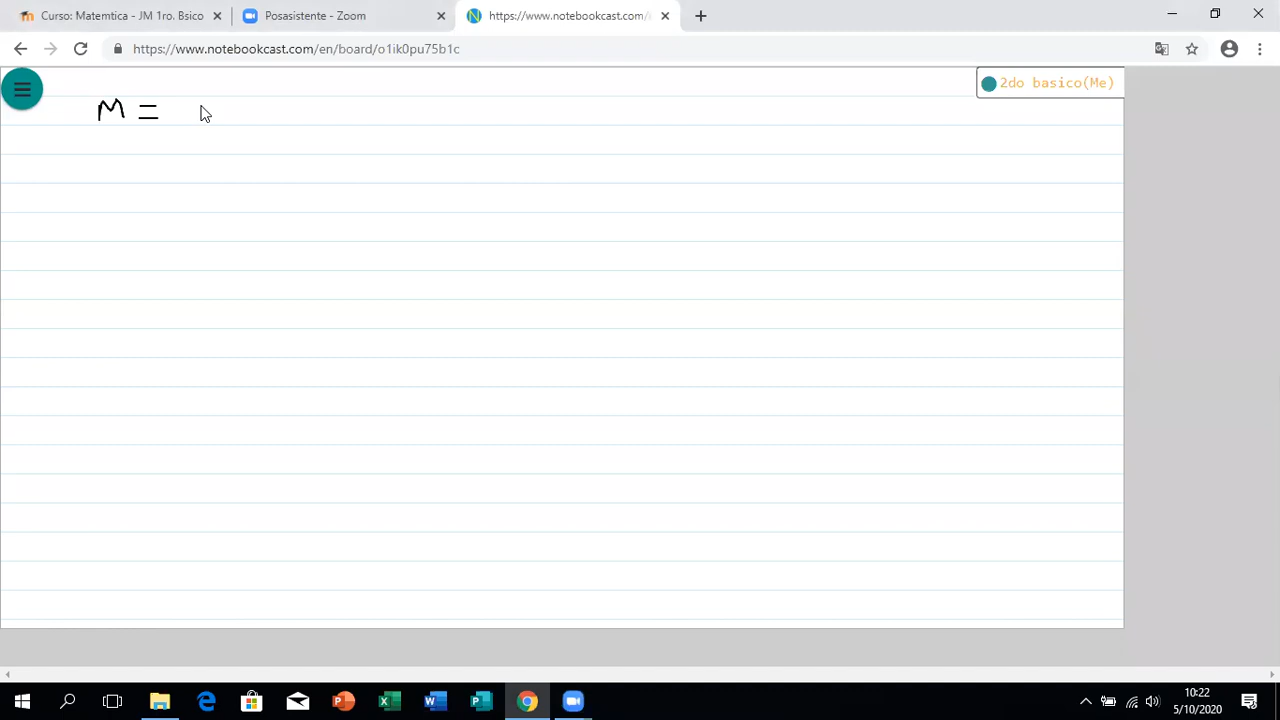 Curso: Matemtica - JM 1ro. Bsico
Posasistente - Zoom
https://www.notebookcast.com/
https://www.notebookcast.com/en/board/o1ik0pu75b1c
2do basico(Me)
M =
10:22
5/10/2020